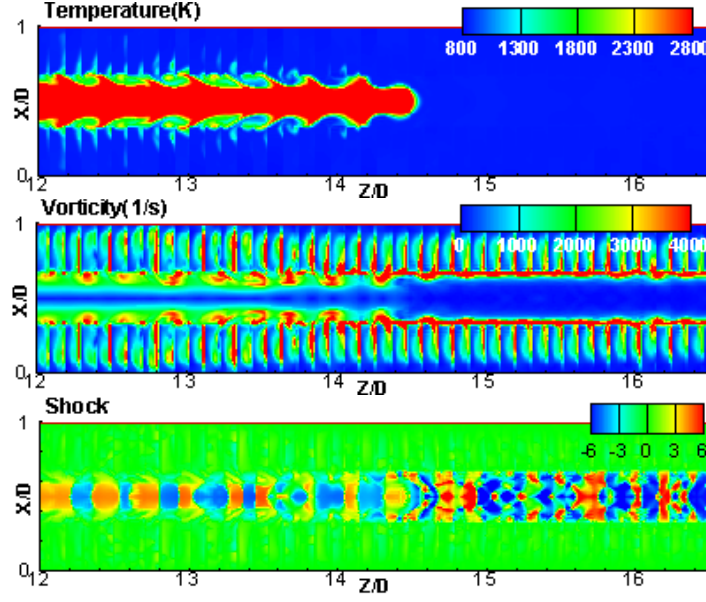 Temperature(K)
800 1300 1800 2300 2800
1
X/D
0
12 13 14 15 16
Z/D
Vorticity(1/s)
0 1000 2000 3000 4000
1
X/D
0
12 13 14 15 16
Z/D
Shock
-6 -3 0 3 6
1
X/D
0
12 13 14 15 16
Z/D